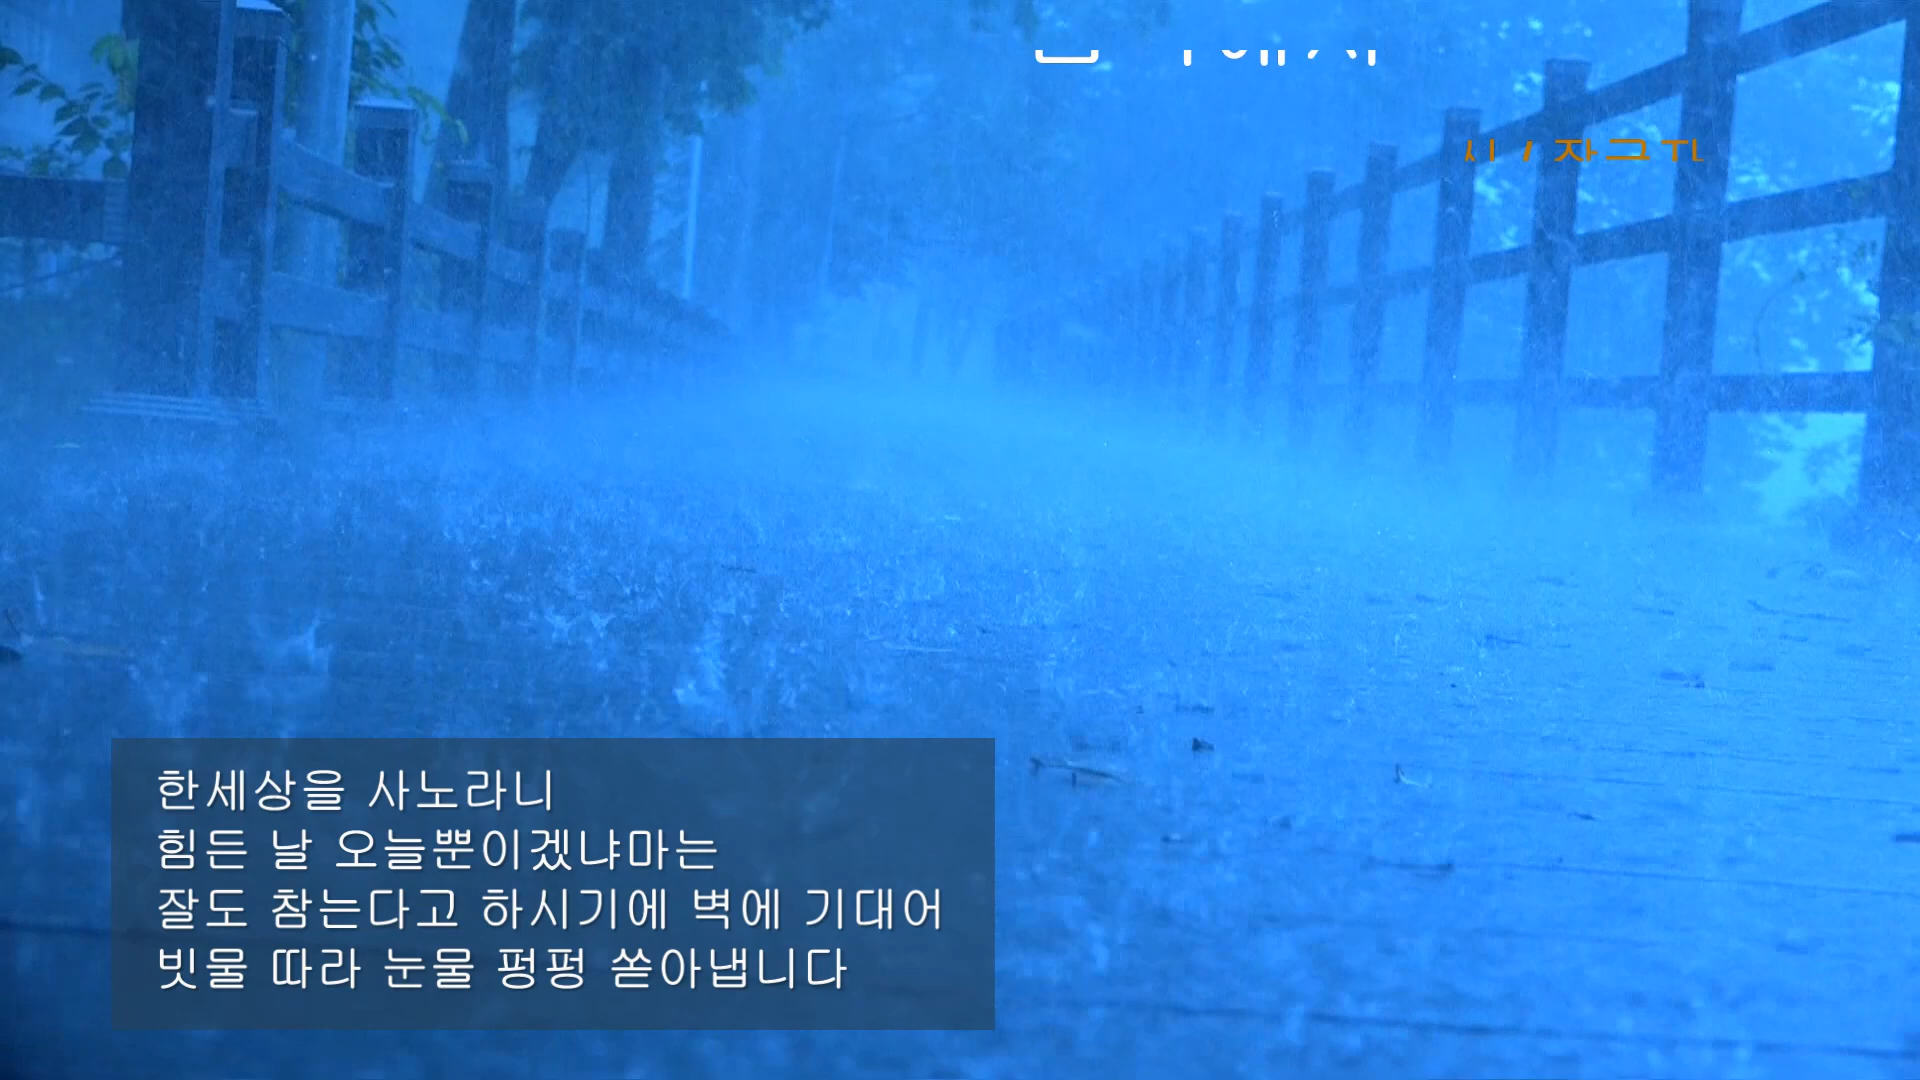 한세상을 사노라니
힘든 날 오늘뿐이겠냐마는
잘도 참는다고 하시기에 벽에 기대어
빗물 따라 눈물 펑펑 쏟아냅니다